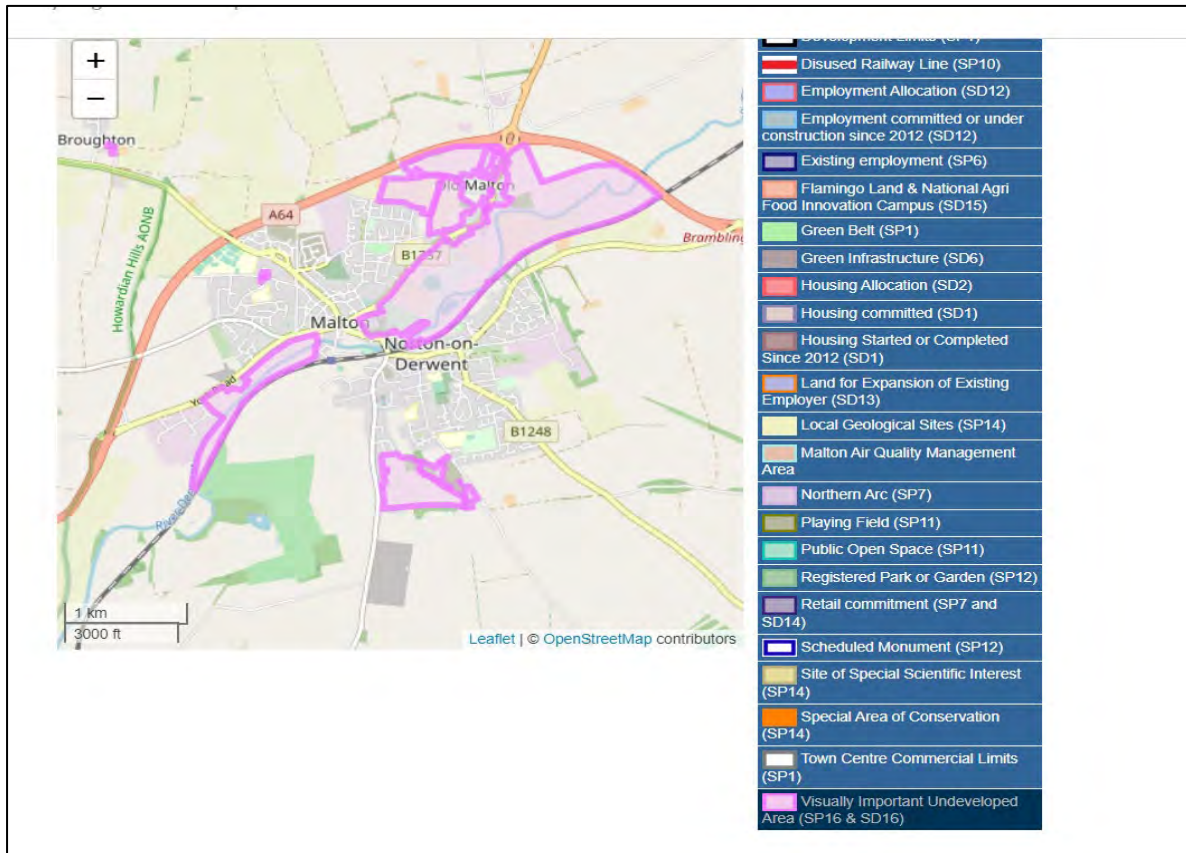 +
−
Broughton
Old Malton
A64
Howardian Hills AONB
B1257
Brambling
Malton
Norton-on-
Derwent
York Road
B1248
1 km
3000 ft
Leaflet | © OpenStreetMap contributors
Development Limits (SP1)
Disused Railway Line (SP10)
Employment Allocation (SD12)
Employment committed or under
construction since 2012 (SD12)
Existing employment (SP6)
Flamingo Land & National Agri
Food Innovation Campus (SD15)
Green Belt (SP1)
Green Infrastructure (SD6)
Housing Allocation (SD2)
Housing committed (SD1)
Housing Started or Completed
Since 2012 (SD1)
Land for Expansion of Existing
Employer (SD13)
Local Geological Sites (SP14)
Malton Air Quality Management
Area
Northern Arc (SP7)
Playing Field (SP11)
Public Open Space (SP11)
Registered Park or Garden (SP12)
Retail commitment (SP7 and
SD14)
Scheduled Monument (SP12)
Site of Special Scientific Interest
(SP14)
Special Area of Conservation
(SP14)
Town Centre Commercial Limits
(SP1)
Visually Important Undeveloped
Area (SP16 & SD16)